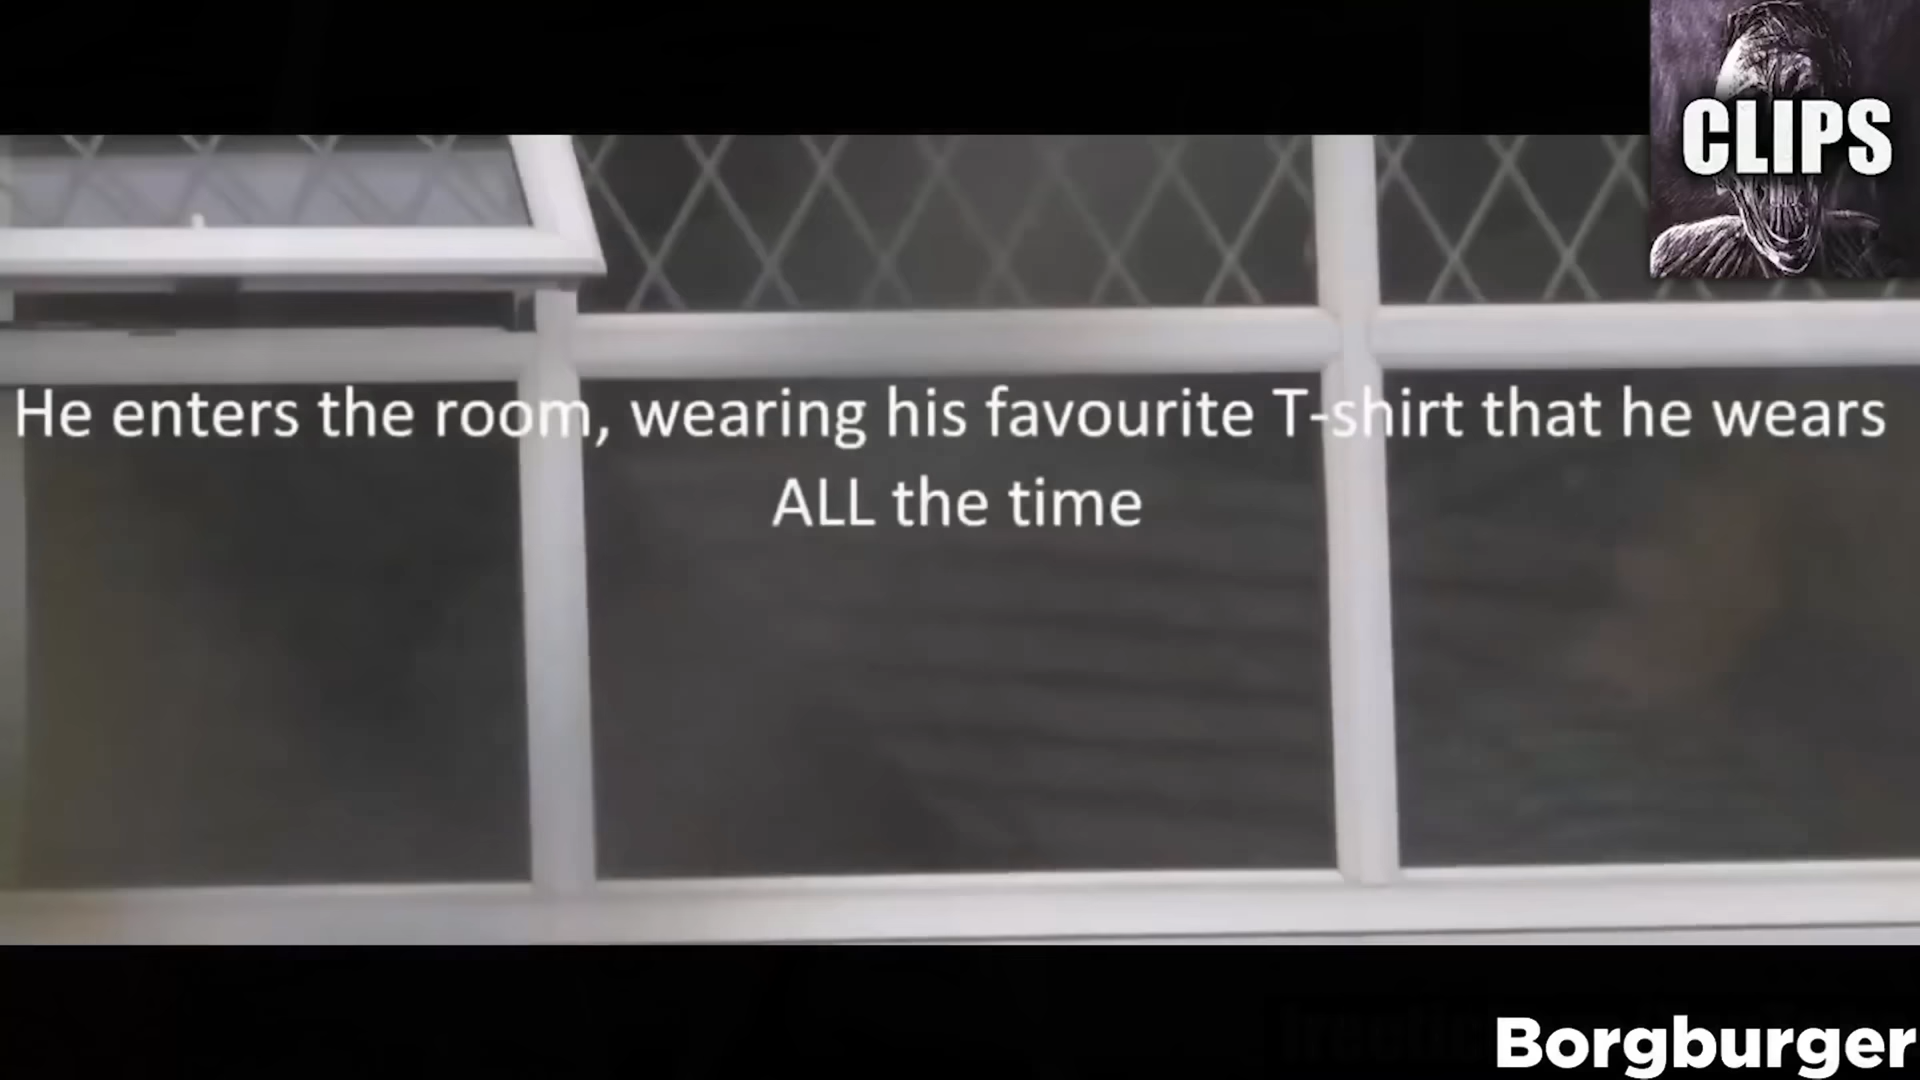 CLIPS
He enters the room, wearing his favourite T-shirt that he wears
ALL the time
Borgburger